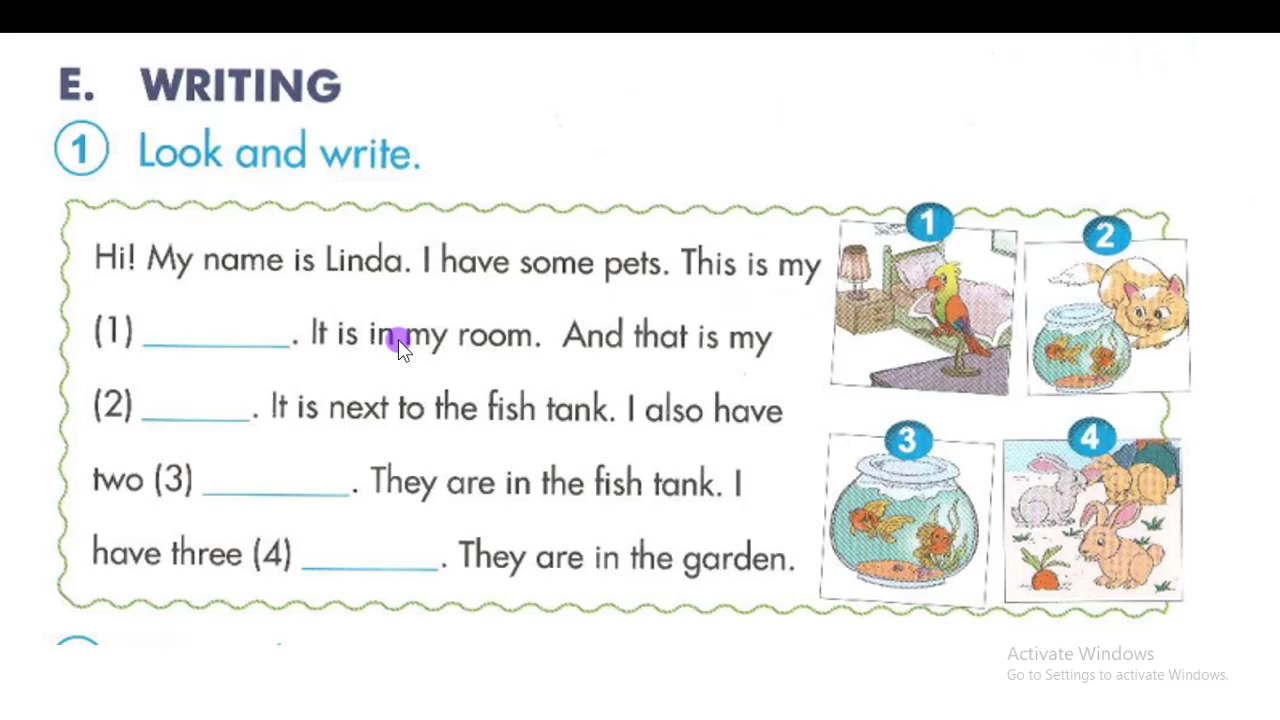 E. WRITING
1 Look and write.
Hi! My name is Linda. I have some pets. This is my
(1) __________. It is in my room. And that is my
(2) ________. It is next to the fish tank. I also have
two (3) __________. They are in the fish tank. I
have three (4) _________. They are in the garden.
1
2
3
4
Activate Windows
Go to Settings to activate Windows.